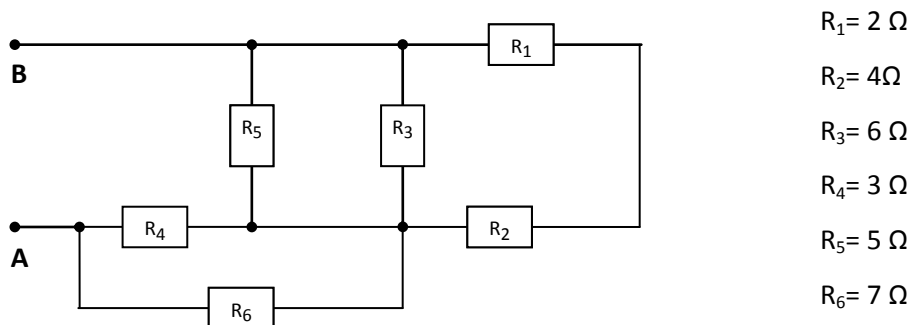 R₁
R₁= 2 Ω
B
R₂= 4Ω
R₅
R₃
R₃= 6 Ω
R₄= 3 Ω
R₄
R₂
A
R₅= 5 Ω
R₆
R₆= 7 Ω